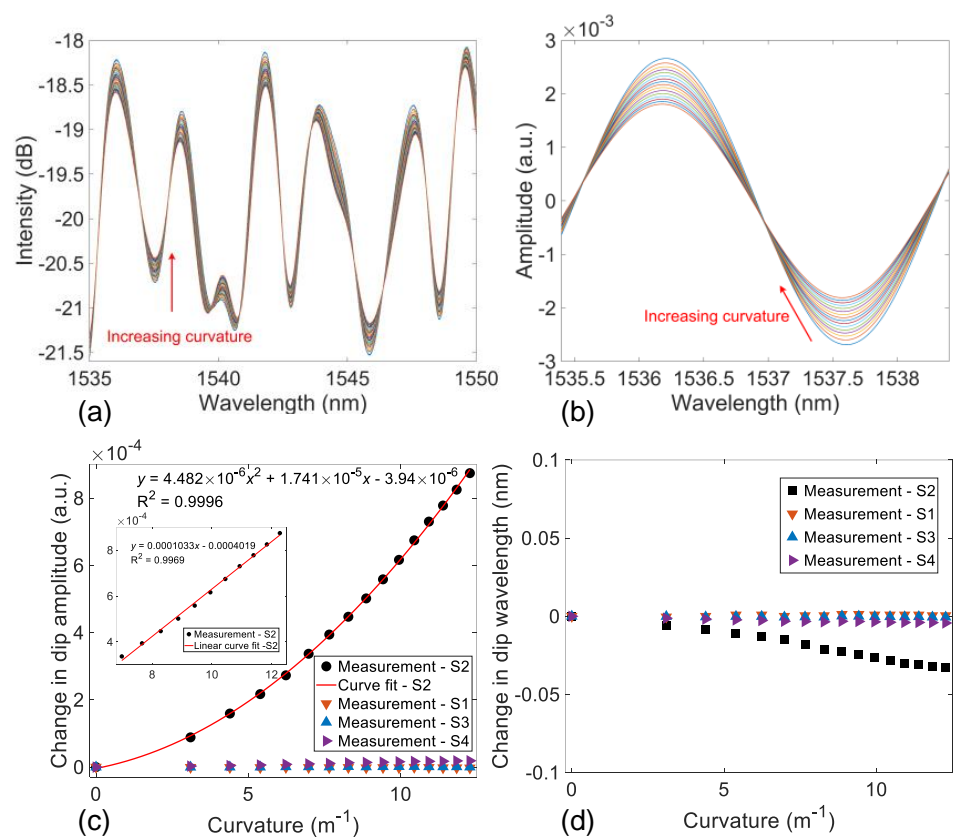 -18
-18.5
-19
-19.5
-20
-20.5
-21
-21.5
Intensity (dB)
Increasing curvature
1535
1540
1545
1550
Wavelength (nm)
(a)
×10⁻³
3
2
1
0
-1
-2
-3
Amplitude (a.u.)
Increasing curvature
1535.5
1536
1536.5
1537
1537.5
1538
Wavelength (nm)
(b)
×10⁻⁴
8
6
4
2
0
Change in dip amplitude (a.u.)
y = 4.482×10⁻⁶x² + 1.741×10⁻⁵x - 3.94×10⁻⁶
R² = 0.9996
×10⁻⁴
8
6
4
y = 0.0001033x - 0.0004019
R² = 0.9969
Measurement - S2
Linear curve fit -S2
8
10
12
Measurement - S2
Curve fit - S2
Measurement - S1
Measurement - S3
Measurement - S4
0
5
10
Curvature (m⁻¹)
(c)
0.1
0.05
0
-0.05
-0.1
Change in dip wavelength (nm)
Measurement - S2
Measurement - S1
Measurement - S3
Measurement - S4
0
5
10
Curvature (m⁻¹)
(d)